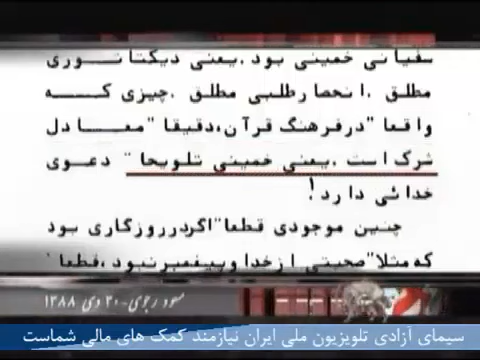 سفیانی خمینی بود.یعنی دیکتاتوری
مطلق .انحصارطلبی مطلق .چیزی که
واقعا"درفرهنگ قرآن،دقیقا"معادل
شرک است .یعنی خمینی تلویحا" دعوی
خدائی دارد!
چنین موجودی قطعا"اگردرروزگاری بود
که مثلا"صحبتی ازخدا وپیغمبرنبود ،قطعا"
مسعود رجوی-۲۰ دی ۱۳۸۸
سیمای آزادی تلویزیون ملی ایران نیازمند کمک های مالی شماست